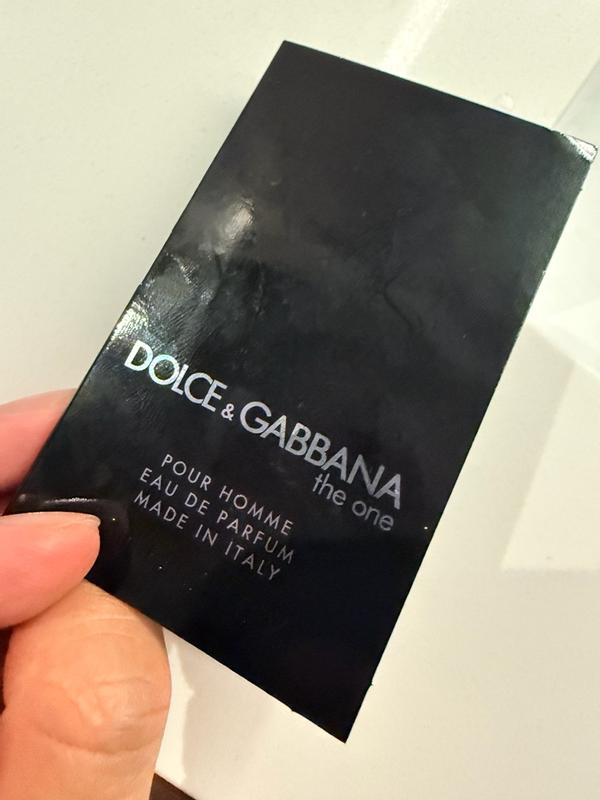 DOLCE & GABBANA
the one
POUR HOMME
EAU DE PARFUM
MADE IN ITALY